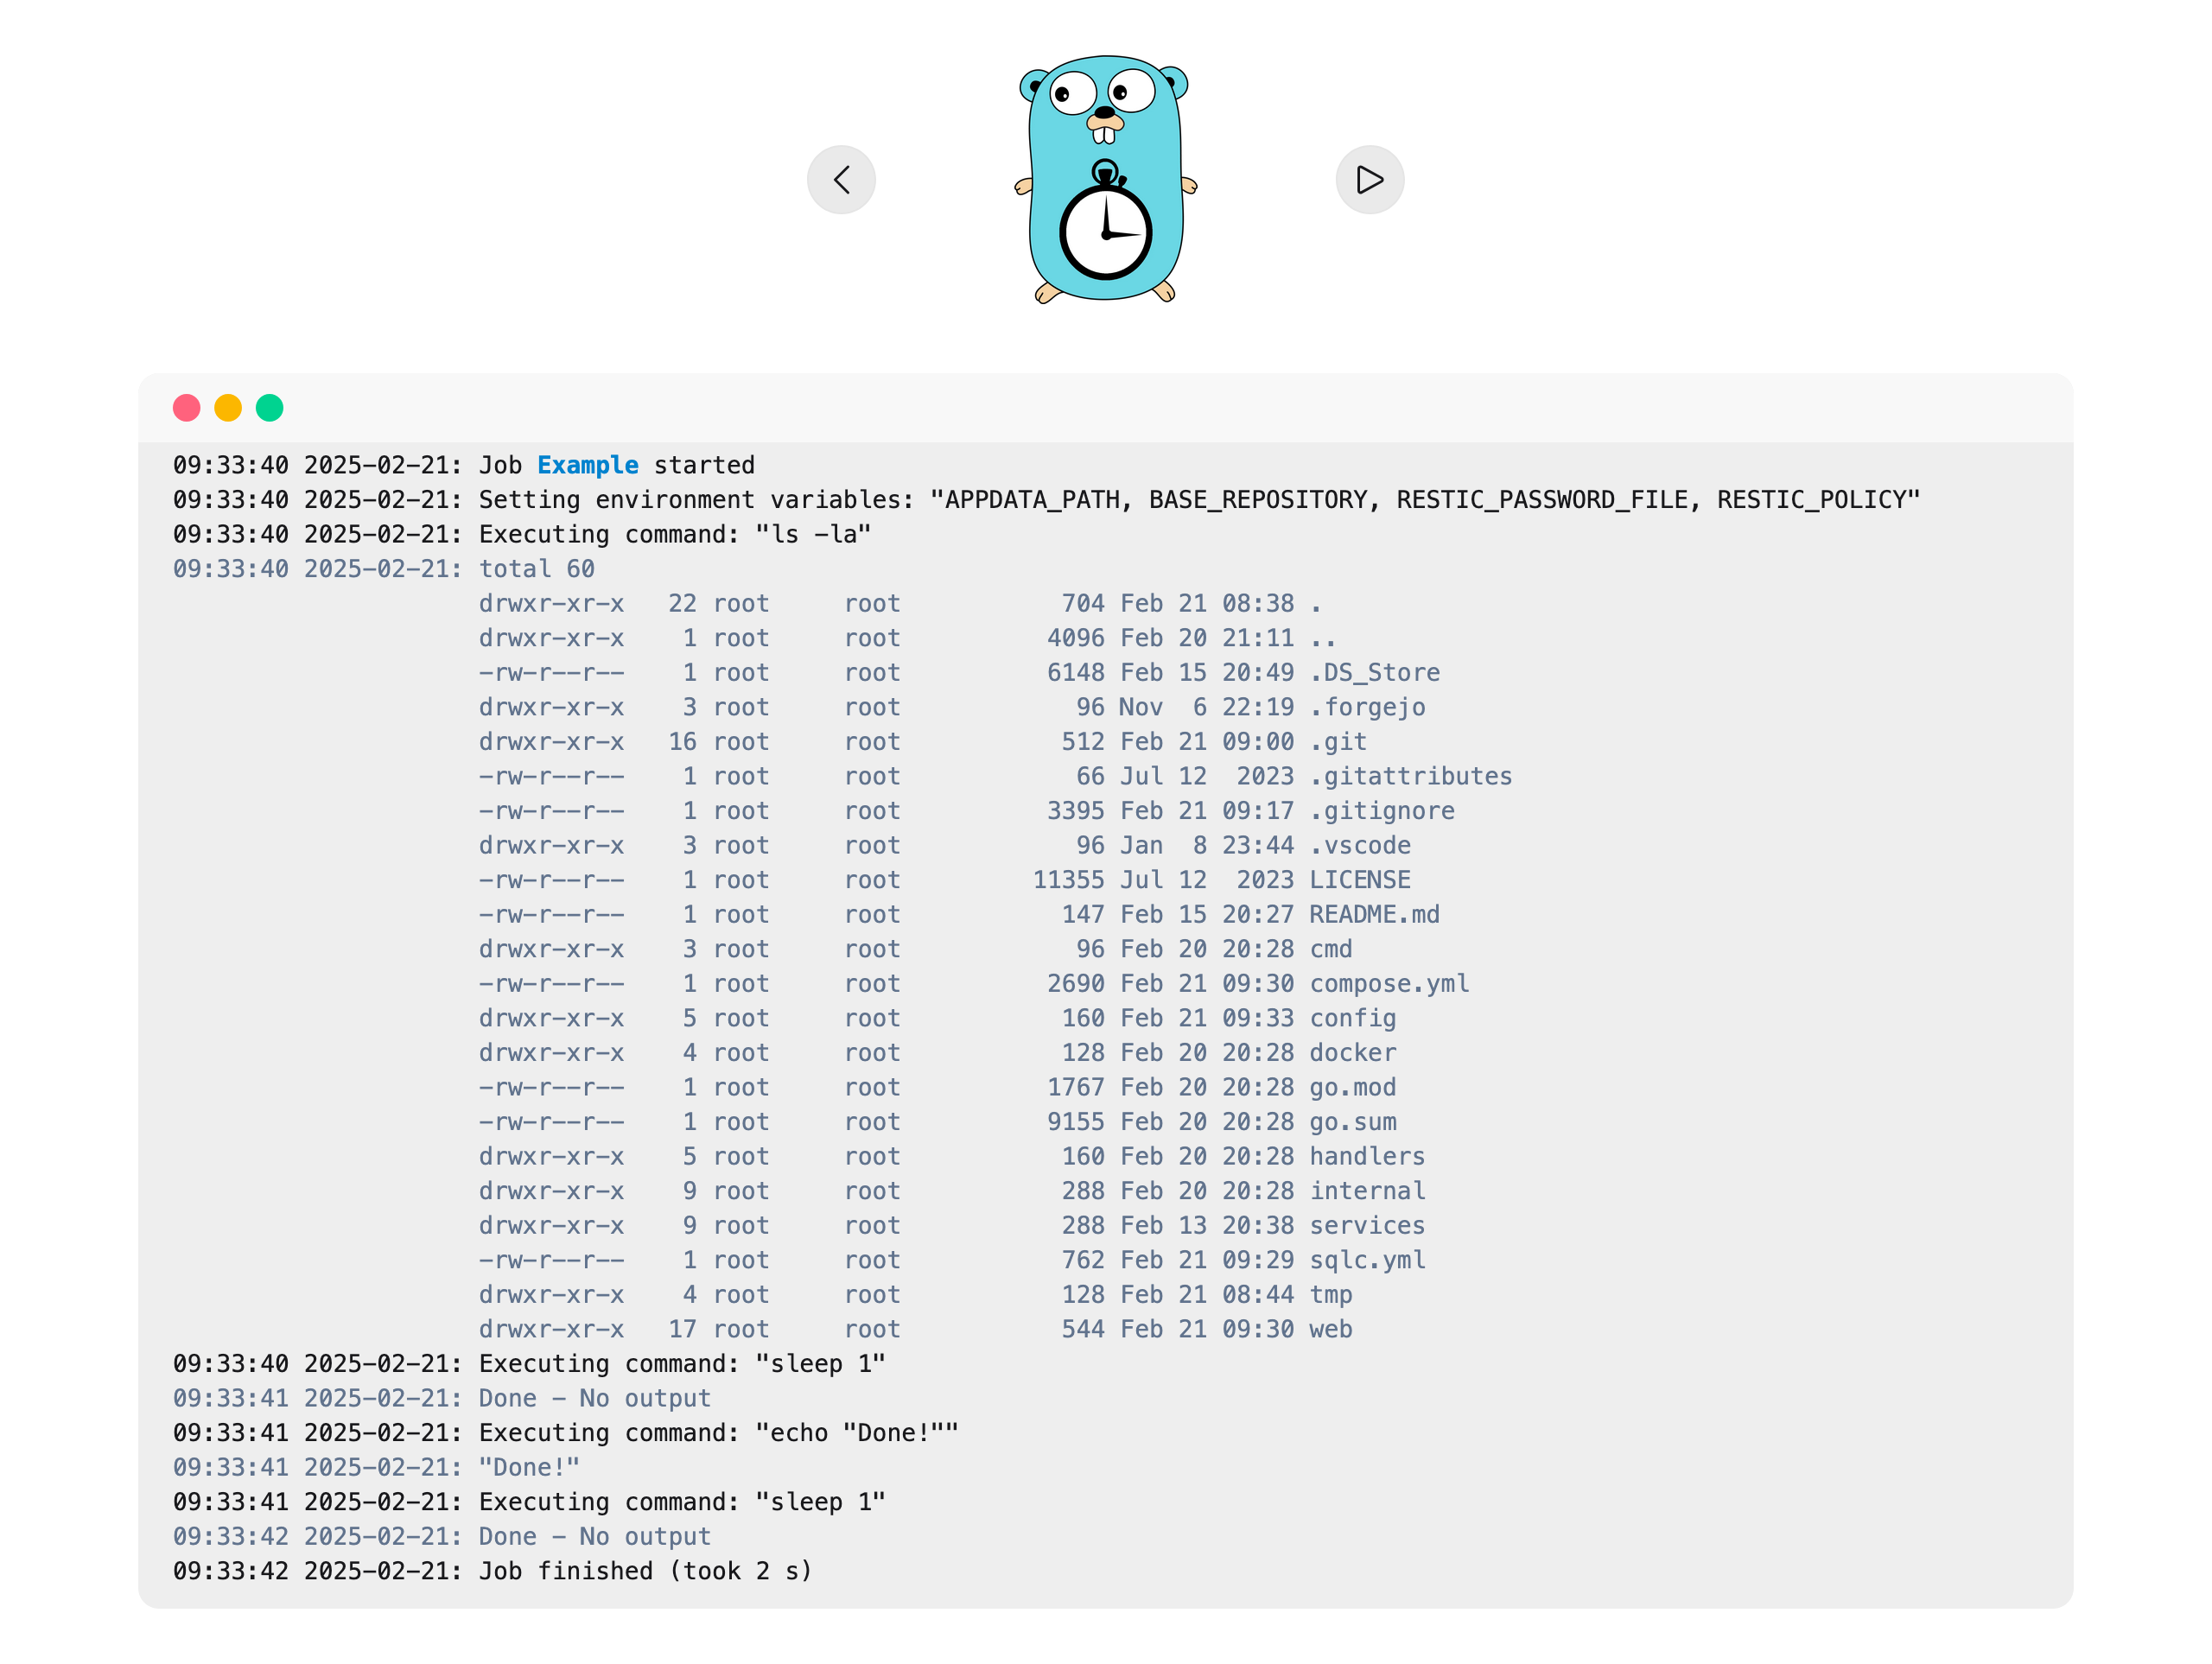 09:33:40 2025-02-21: Job Example started
09:33:40 2025-02-21: Setting environment variables: "APPDATA_PATH, BASE_REPOSITORY, RESTIC_PASSWORD_FILE, RESTIC_POLICY"
09:33:40 2025-02-21: Executing command: "ls -la"
09:33:40 2025-02-21: total 60
drwxr-xr-x   22 root     root           704 Feb 21 08:38 .
drwxr-xr-x    1 root     root          4096 Feb 20 21:11 ..
-rw-r--r--    1 root     root          6148 Feb 15 20:49 .DS_Store
drwxr-xr-x    3 root     root            96 Nov  6 22:19 .forgejo
drwxr-xr-x   16 root     root           512 Feb 21 09:00 .git
-rw-r--r--    1 root     root            66 Jul 12  2023 .gitattributes
-rw-r--r--    1 root     root          3395 Feb 21 09:17 .gitignore
drwxr-xr-x    3 root     root            96 Jan  8 23:44 .vscode
-rw-r--r--    1 root     root         11355 Jul 12  2023 LICENSE
-rw-r--r--    1 root     root           147 Feb 15 20:27 README.md
drwxr-xr-x    3 root     root            96 Feb 20 20:28 cmd
-rw-r--r--    1 root     root          2690 Feb 21 09:30 compose.yml
drwxr-xr-x    5 root     root           160 Feb 21 09:33 config
drwxr-xr-x    4 root     root           128 Feb 20 20:28 docker
-rw-r--r--    1 root     root          1767 Feb 20 20:28 go.mod
-rw-r--r--    1 root     root          9155 Feb 20 20:28 go.sum
drwxr-xr-x    5 root     root           160 Feb 20 20:28 handlers
drwxr-xr-x    9 root     root           288 Feb 20 20:28 internal
drwxr-xr-x    9 root     root           288 Feb 13 20:38 services
-rw-r--r--    1 root     root           762 Feb 21 09:29 sqlc.yml
drwxr-xr-x    4 root     root           128 Feb 21 08:44 tmp
drwxr-xr-x   17 root     root           544 Feb 21 09:30 web
09:33:40 2025-02-21: Executing command: "sleep 1"
09:33:41 2025-02-21: Done - No output
09:33:41 2025-02-21: Executing command: "echo "Done!""
09:33:41 2025-02-21: "Done!"
09:33:41 2025-02-21: Executing command: "sleep 1"
09:33:42 2025-02-21: Done - No output
09:33:42 2025-02-21: Job finished (took 2 s)